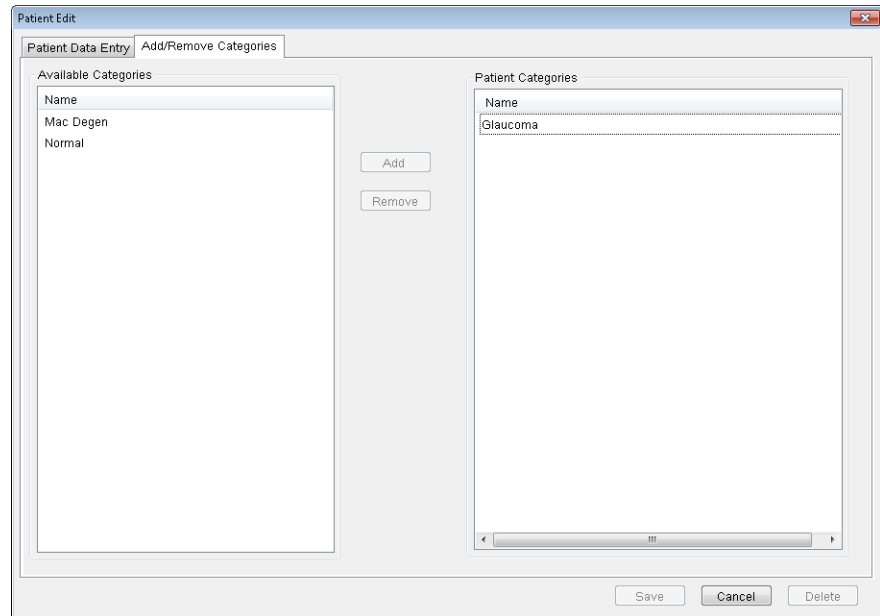 Patient Edit
Patient Data Entry Add/Remove Categories
Available Categories
Name
Mac Degen
Normal
Add
Remove
Patient Categories
Name
Glaucoma
Save Cancel Delete